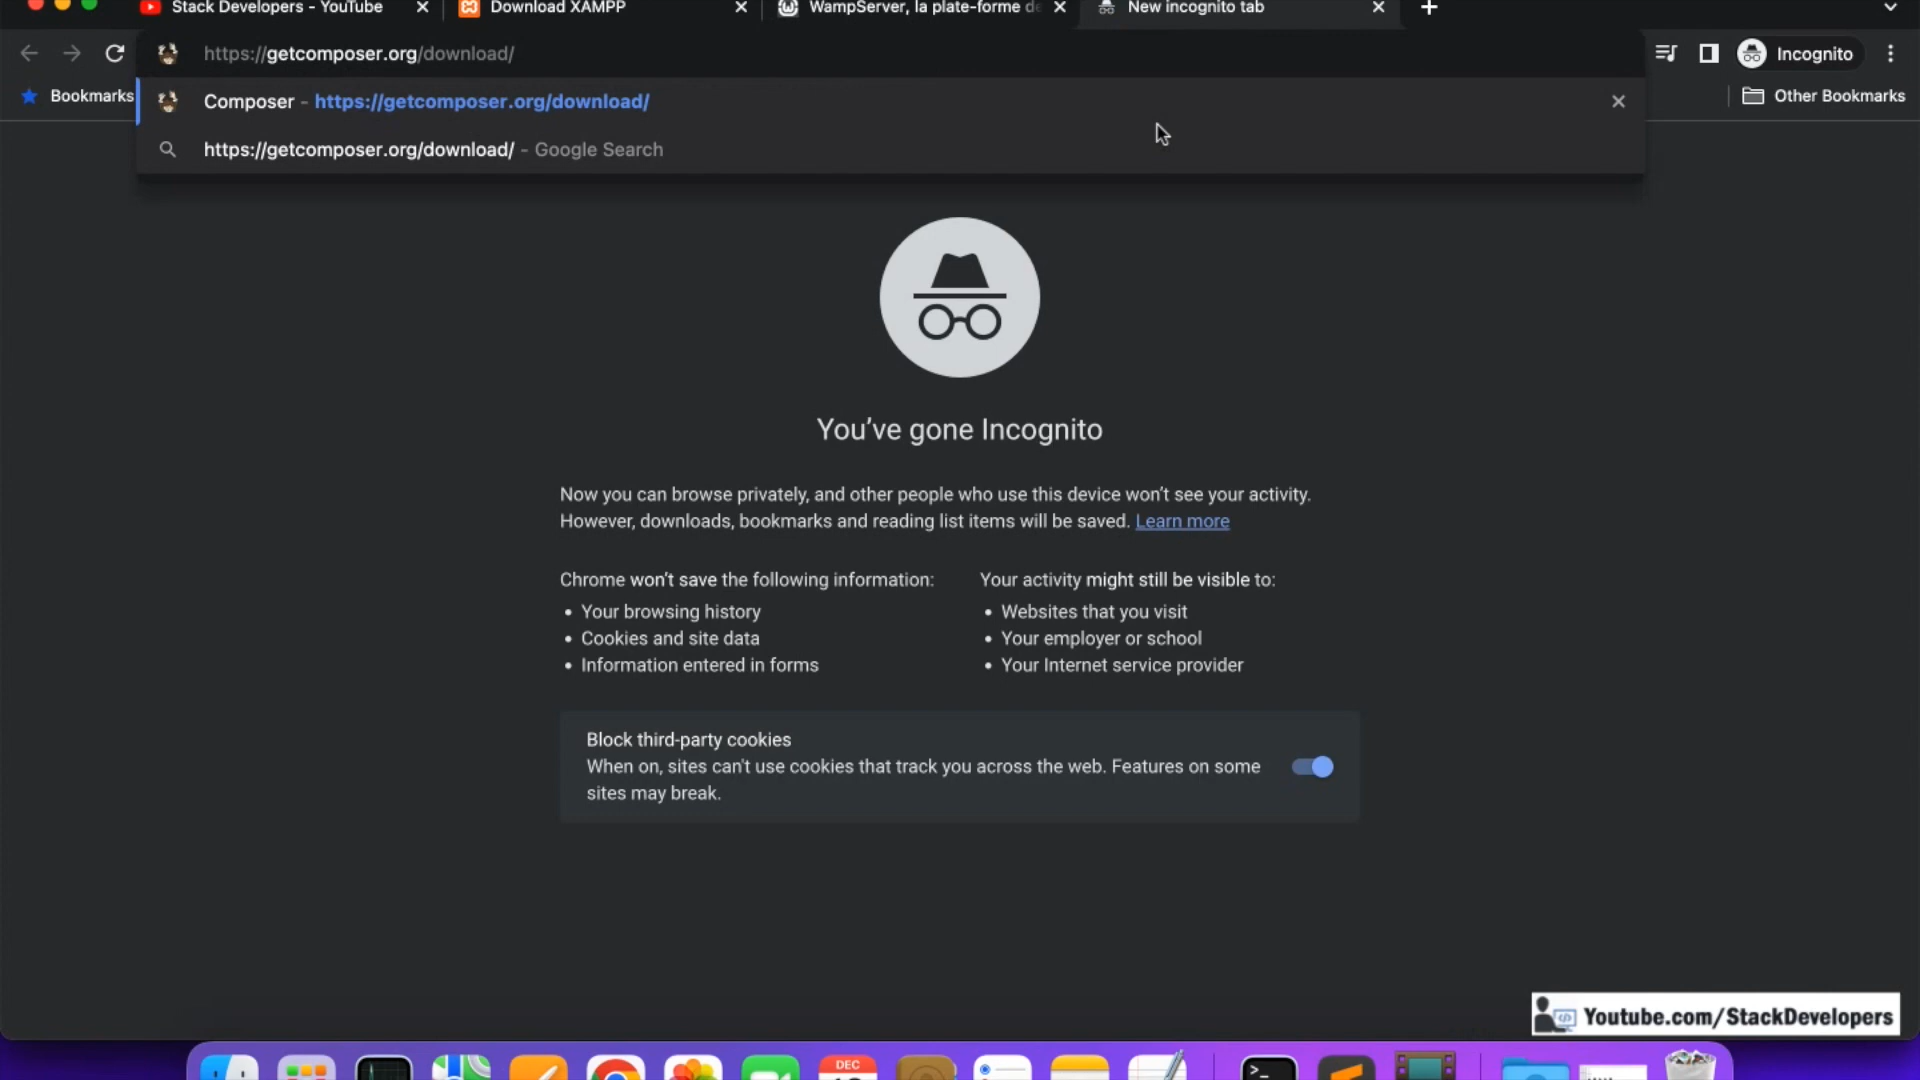 Stack Developers - YouTube
Download XAMPP
WampServer, la plate-forme de
New incognito tab
https://getcomposer.org/download/
Incognito
Bookmarks
Composer - https://getcomposer.org/download/
Other Bookmarks
https://getcomposer.org/download/ - Google Search
You've gone Incognito
Now you can browse privately, and other people who use this device won't see your activity.
However, downloads, bookmarks and reading list items will be saved. Learn more
Chrome won't save the following information:
• Your browsing history
• Cookies and site data
• Information entered in forms
Your activity might still be visible to:
• Websites that you visit
• Your employer or school
• Your Internet service provider
Block third-party cookies
When on, sites can't use cookies that track you across the web. Features on some
sites may break.
Youtube.com/StackDevelopers
DEC